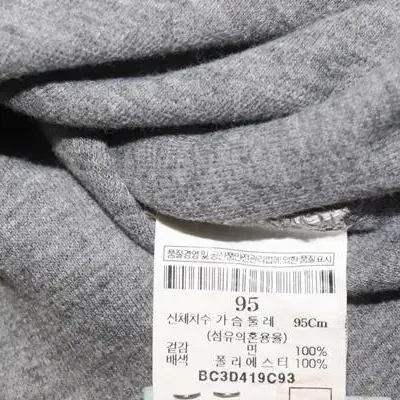 품질경영 및 공산품안전관리법에 의한 품질표시
95
신체치수 가슴둘레 95Cm
(섬유의혼용율)
겉감 면 100%
배색 폴리에스터 100%
BC3D419C93